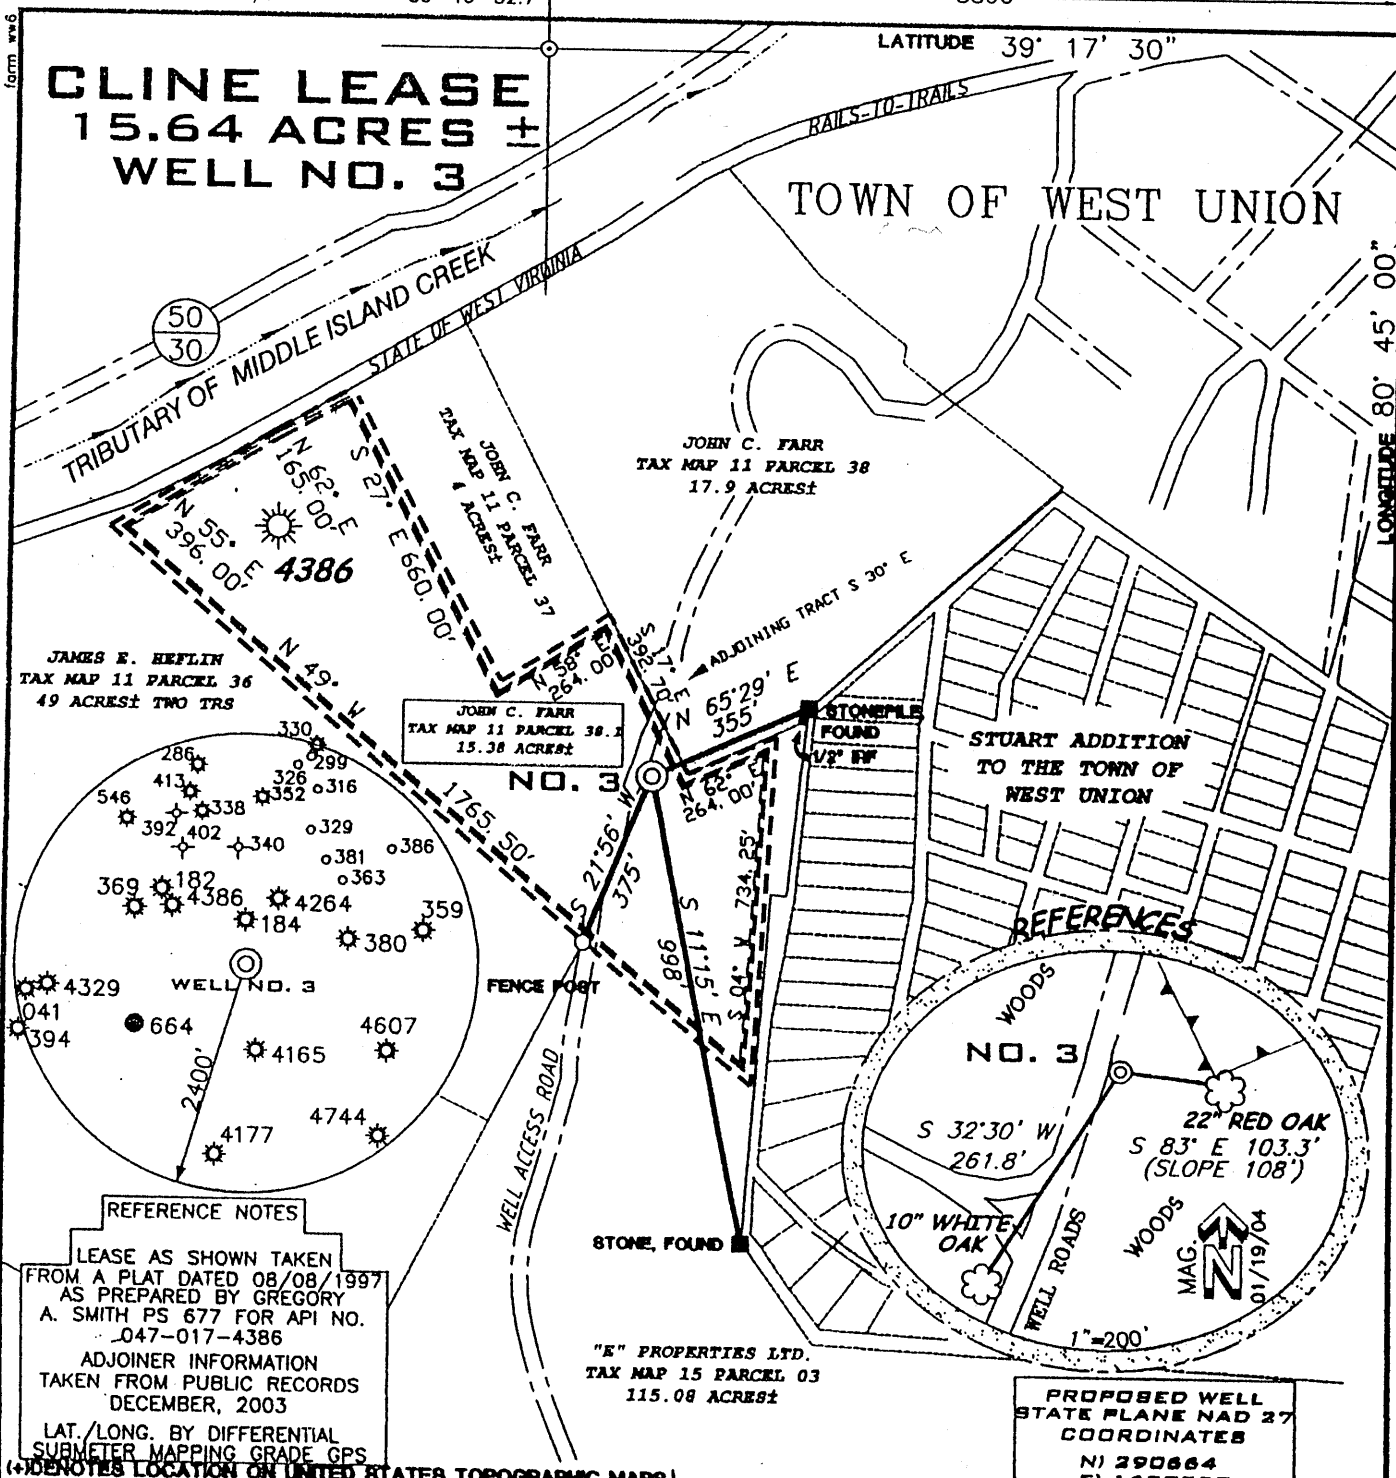 form ww6
LATITUDE 39° 17' 30"
CLINE LEASE
15.64 ACRES ±
WELL NO. 3
RAILS-TO-TRAILS
TOWN OF WEST UNION
LONGITUDE 80° 45' 00"
50
30
TRIBUTARY OF MIDDLE ISLAND CREEK
STATE OF WEST VIRGINIA
N 62° E
165.00'
S 27° E 660.00'
N 55° E
396.00'
4386
JOHN C. FARR
TAX MAP 11 PARCEL 37
4 ACRES±
JOHN C. FARR
TAX MAP 11 PARCEL 38
17.9 ACRES±
ADJOINING TRACT S 30° E
JAMES E. HEFLIN
TAX MAP 11 PARCEL 36
49 ACRES± TWO TRS
N 49° W
1765.50'
N 58° E
264.00'
S 17° E
392.70'
N 65°29' E
355'
JOHN C. FARR
TAX MAP 11 PARCEL 38.1
15.38 ACRES±
NO. 3
STONEPILE
FOUND
1/2" IRF
N 62° E
264.00'
STUART ADDITION
TO THE TOWN OF
WEST UNION
S 21°56' W
375'
S 11°15' E
998'
S 04° W 734.25'
FENCE POST
330
286
299
326
413
352
316
546
338
392
402
340
329
386
381
363
369
182
4386
4264
184
359
380
WELL NO. 3
4329
041
394
664
4607
4165
2400'
4177
4744
WELL ACCESS ROAD
REFERENCES
WOODS
NO. 3
S 32°30' W
261.8'
22" RED OAK
S 83° E 103.3'
(SLOPE 108')
10" WHITE
OAK
WELL ROADS
WOODS
MAG.
N
01/19/04
1"=200'
STONE, FOUND
REFERENCE NOTES
LEASE AS SHOWN TAKEN
FROM A PLAT DATED 08/08/1997
AS PREPARED BY GREGORY
A. SMITH PS 677 FOR API NO.
047-017-4386
ADJOINER INFORMATION
TAKEN FROM PUBLIC RECORDS
DECEMBER, 2003
LAT./LONG. BY DIFFERENTIAL
SUBMETER MAPPING GRADE GPS
"E" PROPERTIES LTD.
TAX MAP 15 PARCEL 03
115.08 ACRES±
PROPOSED WELL
STATE PLANE NAD 27
COORDINATES
N) 290664
(+)DENOTES LOCATION ON UNITED STATES TOPOGRAPHIC MAPS)